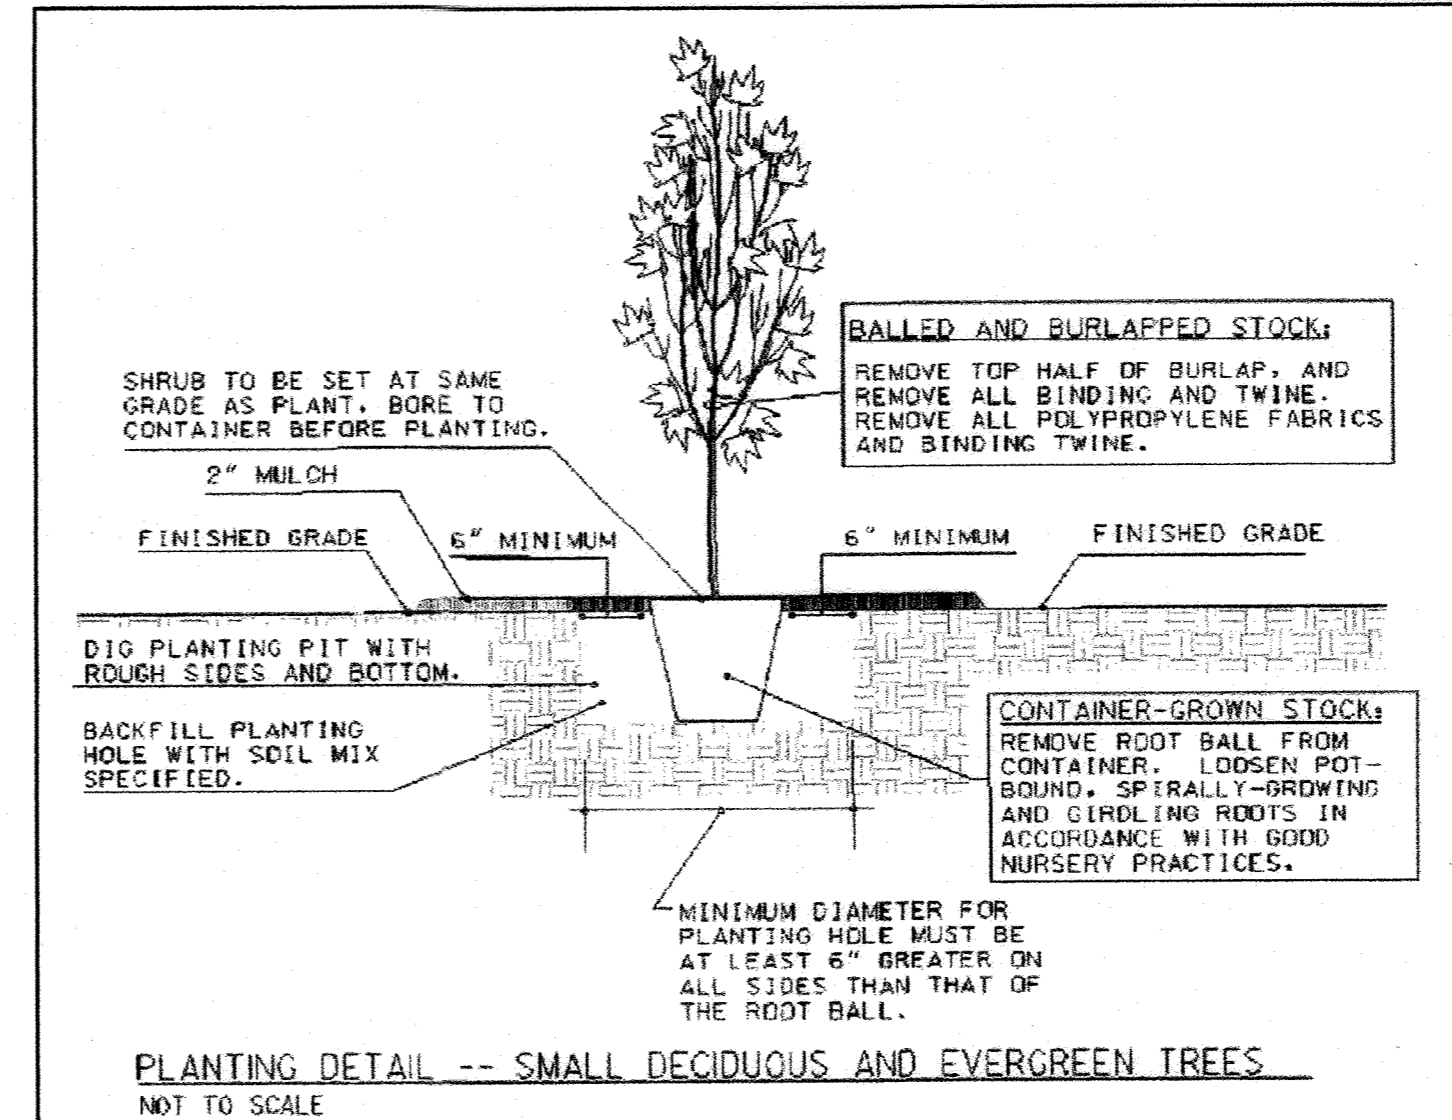 SHRUB TO BE SET AT SAME
GRADE AS PLANT. BORE TO
CONTAINER BEFORE PLANTING.
2" MULCH
FINISHED GRADE
6" MINIMUM
BALLED AND BURLAPPED STOCK:
REMOVE TOP HALF OF BURLAP, AND
REMOVE ALL BINDING AND TWINE.
REMOVE ALL POLYPROPYLENE FABRICS
AND BINDING TWINE.
6" MINIMUM
FINISHED GRADE
DIG PLANTING PIT WITH
ROUGH SIDES AND BOTTOM.
BACKFILL PLANTING
HOLE WITH SOIL MIX
SPECIFIED.
CONTAINER-GROWN STOCK:
REMOVE ROOT BALL FROM
CONTAINER. LOOSEN POT-
BOUND, SPIRALLY-GROWING
AND GIRDLING ROOTS IN
ACCORDANCE WITH GOOD
NURSERY PRACTICES.
MINIMUM DIAMETER FOR
PLANTING HOLE MUST BE
AT LEAST 6" GREATER ON
ALL SIDES THAN THAT OF
THE ROOT BALL.
PLANTING DETAIL -- SMALL DECIDUOUS AND EVERGREEN TREES
NOT TO SCALE